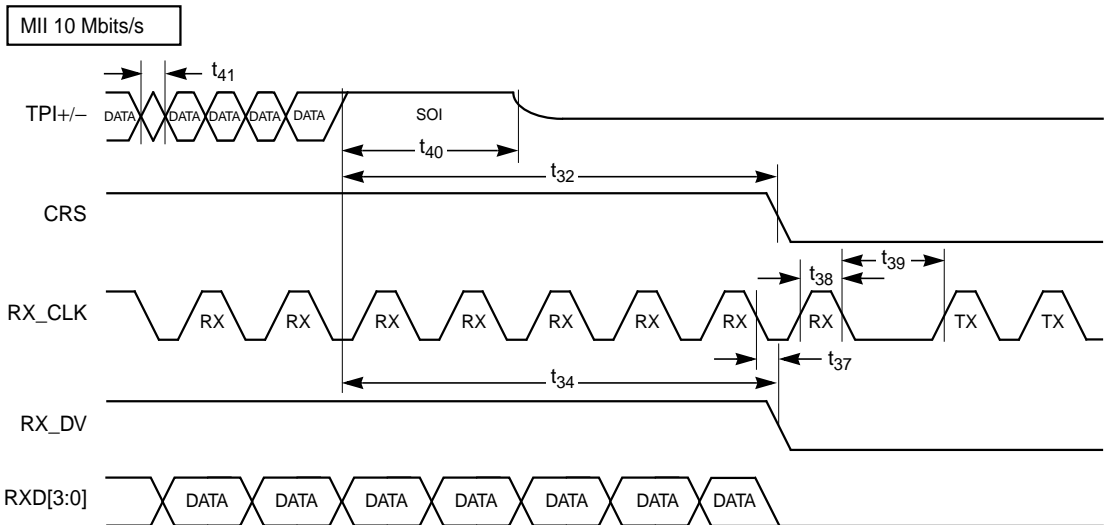 MII 10 Mbits/s
t41
TPI+/− DATA DATA DATA DATA DATA SOI
t40
t32
CRS
t38 t39
RX_CLK RX RX RX RX RX RX RX RX TX TX
t37
t34
RX_DV
RXD[3:0] DATA DATA DATA DATA DATA DATA DATA